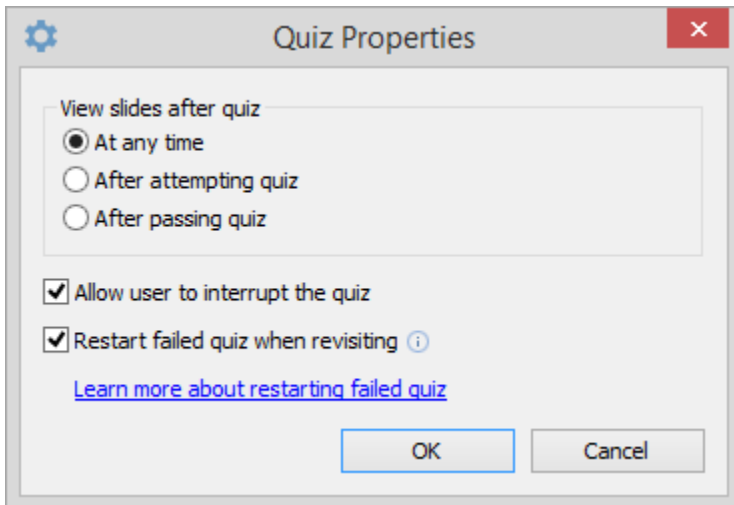 Quiz Properties
View slides after quiz
At any time
After attempting quiz
After passing quiz
Allow user to interrupt the quiz
Restart failed quiz when revisiting
Learn more about restarting failed quiz
OK Cancel